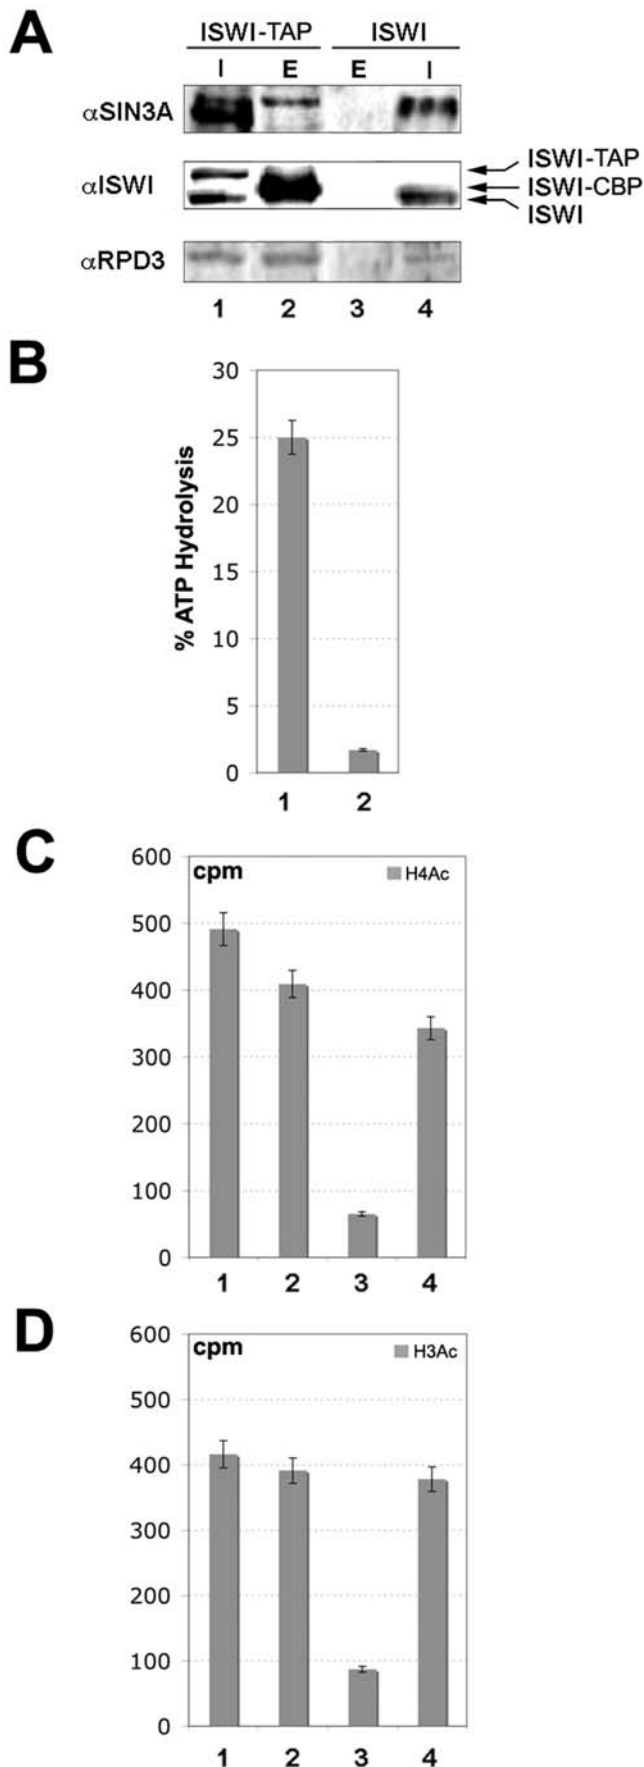 A
ISWI-TAP ISWI
I E E I
αSIN3A
ISWI-TAP
αISWI
ISWI-CBP
ISWI
αRPD3
1 2 3 4
B
30
25
20
15
10
5
0
% ATP Hydrolysis
1 2
C
cpm
H4Ac
600
500
400
300
200
100
0
1 2 3 4
D
cpm
H3Ac
600
500
400
300
200
100
0
1 2 3 4